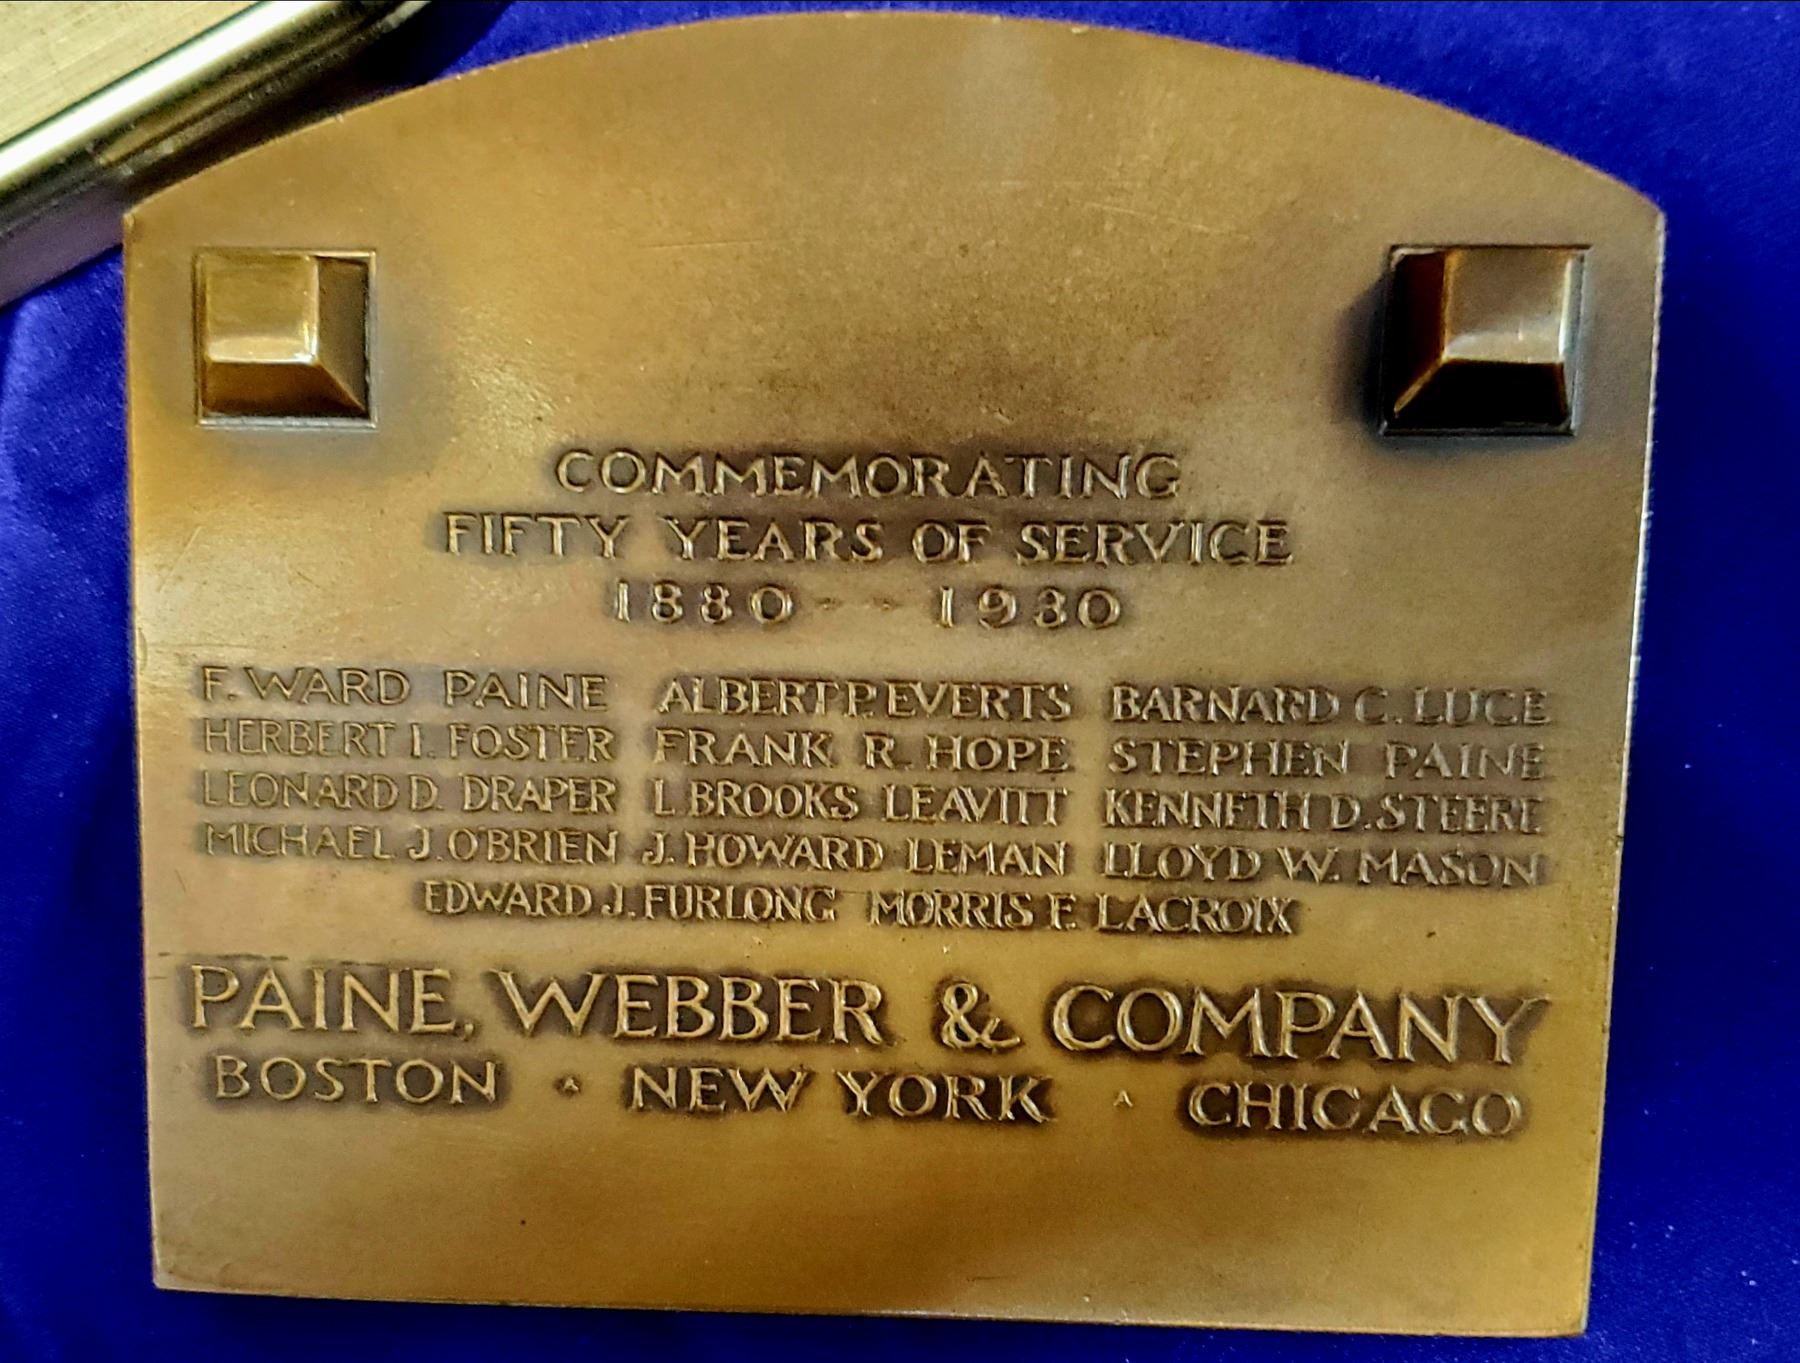 COMMEMORATING
FIFTY YEARS OF SERVICE
1880 - - 1930
F. WARD PAINE ALBERT P. EVERTS BARNARD C. LUCE
HERBERT I. FOSTER FRANK R. HOPE STEPHEN PAINE
LEONARD D. DRAPER L. BROOKS LEAVITT KENNETH D. STEERE
MICHAEL J. O'BRIEN J. HOWARD LEMAN LLOYD W. MASON
EDWARD J. FURLONG MORRIS F. LACROIX
PAINE, WEBBER & COMPANY
BOSTON · NEW YORK · CHICAGO